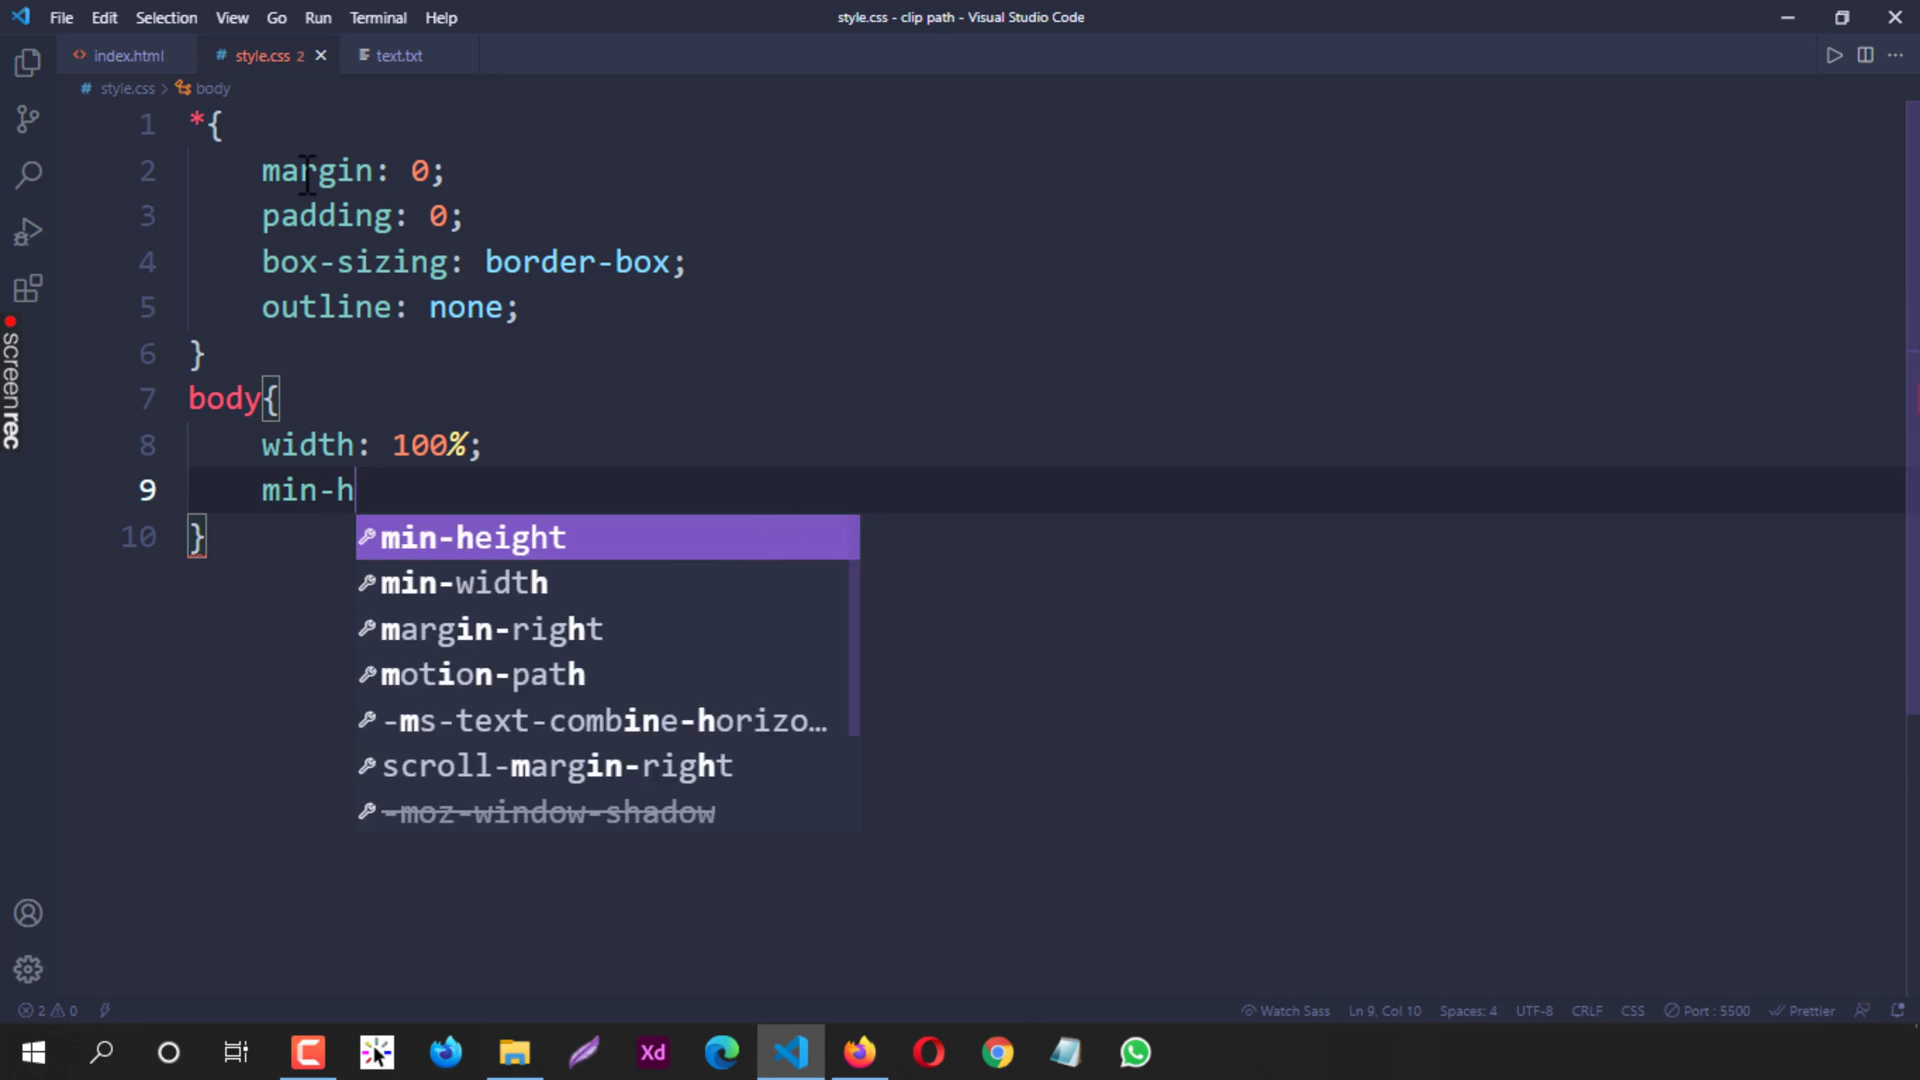 File Edit Selection View Go Run Terminal Help
style.css - clip path - Visual Studio Code
index.html
style.css 2
text.txt
style.css > body
1 *{
2 margin: 0;
3 padding: 0;
4 box-sizing: border-box;
5 outline: none;
6 }
7 body{
8 width: 100%;
9 min-h
10 }
min-height
min-width
margin-right
motion-path
-ms-text-combine-horizo...
scroll-margin-right
-moz-window-shadow
screenrec
2 0
Watch Sass Ln 9, Col 10 Spaces: 4 UTF-8 CRLF CSS Port : 5500 Prettier
Xd